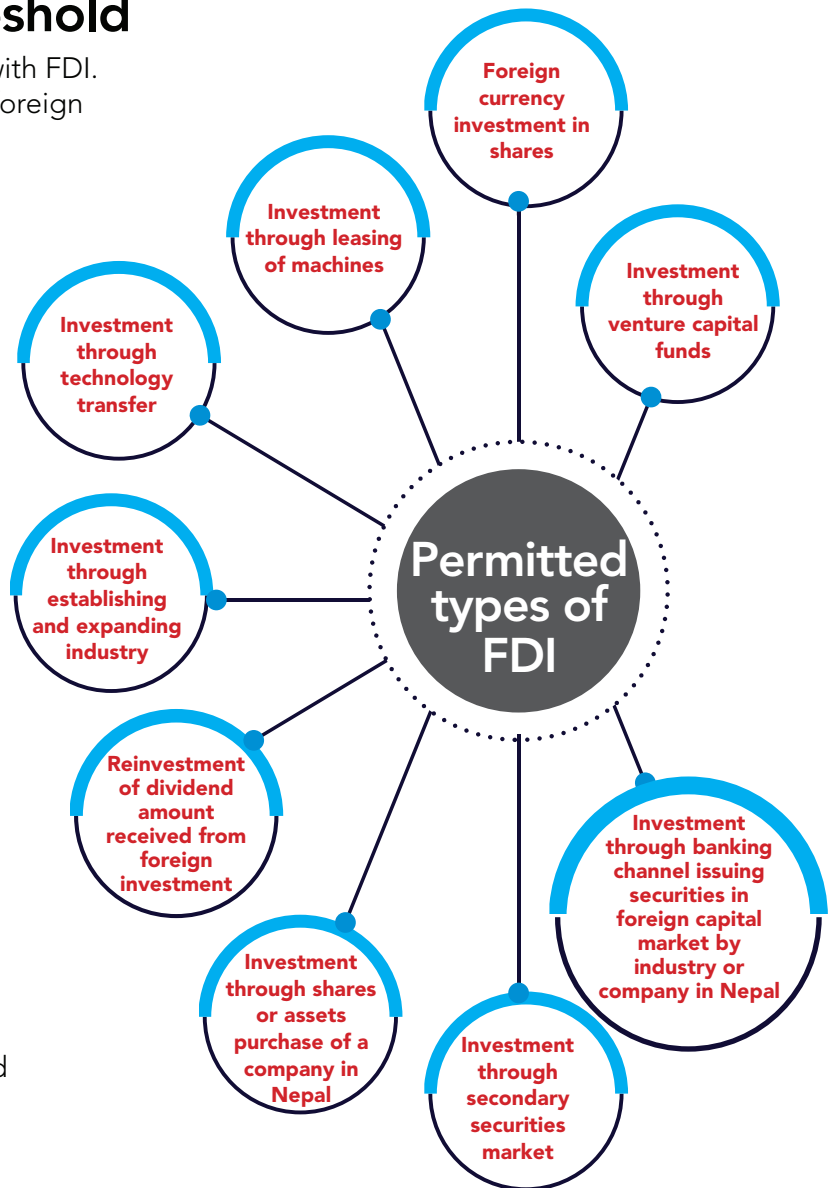 shold
with FDI.
oreign
Foreign
currency
investment in
shares
Investment
through leasing
of machines
Investment
through
venture capital
funds
Investment
through
technology
transfer
Investment
through
establishing
and expanding
industry
Permitted
types of
FDI
Reinvestment
of dividend
amount
received from
foreign
investment
Investment
through banking
channel issuing
securities in
foreign capital
market by
industry or
company in Nepal
Investment
through shares
or assets
purchase of a
company in
Nepal
Investment
through
secondary
securities
market
d